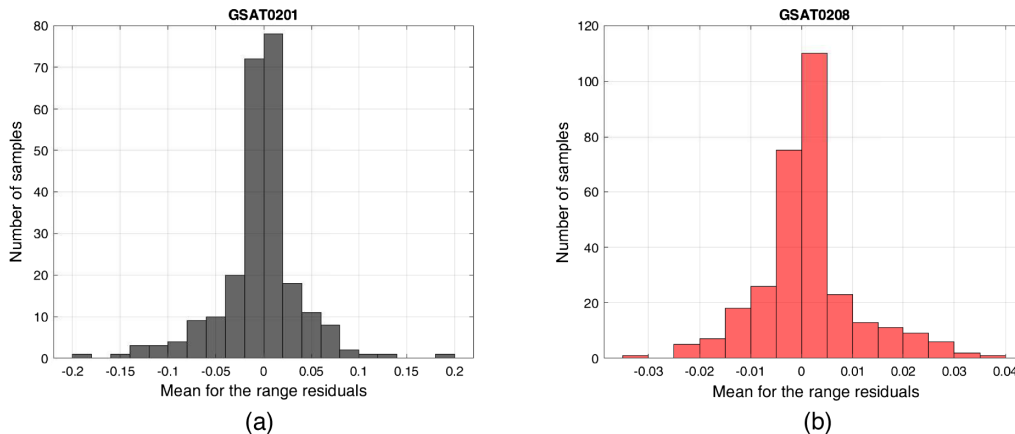 GSAT0201
80
70
60
50
40
30
20
10
0
Number of samples
-0.2 -0.15 -0.1 -0.05 0 0.05 0.1 0.15 0.2
Mean for the range residuals
(a)
GSAT0208
120
100
80
60
40
20
0
Number of samples
-0.03 -0.02 -0.01 0 0.01 0.02 0.03 0.04
Mean for the range residuals
(b)